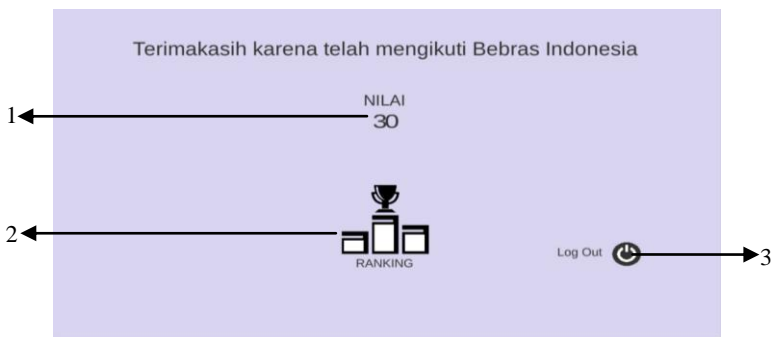 Terimakasih karena telah mengikuti Bebras Indonesia
NILAI
1
30
2
RANKING
Log Out
3